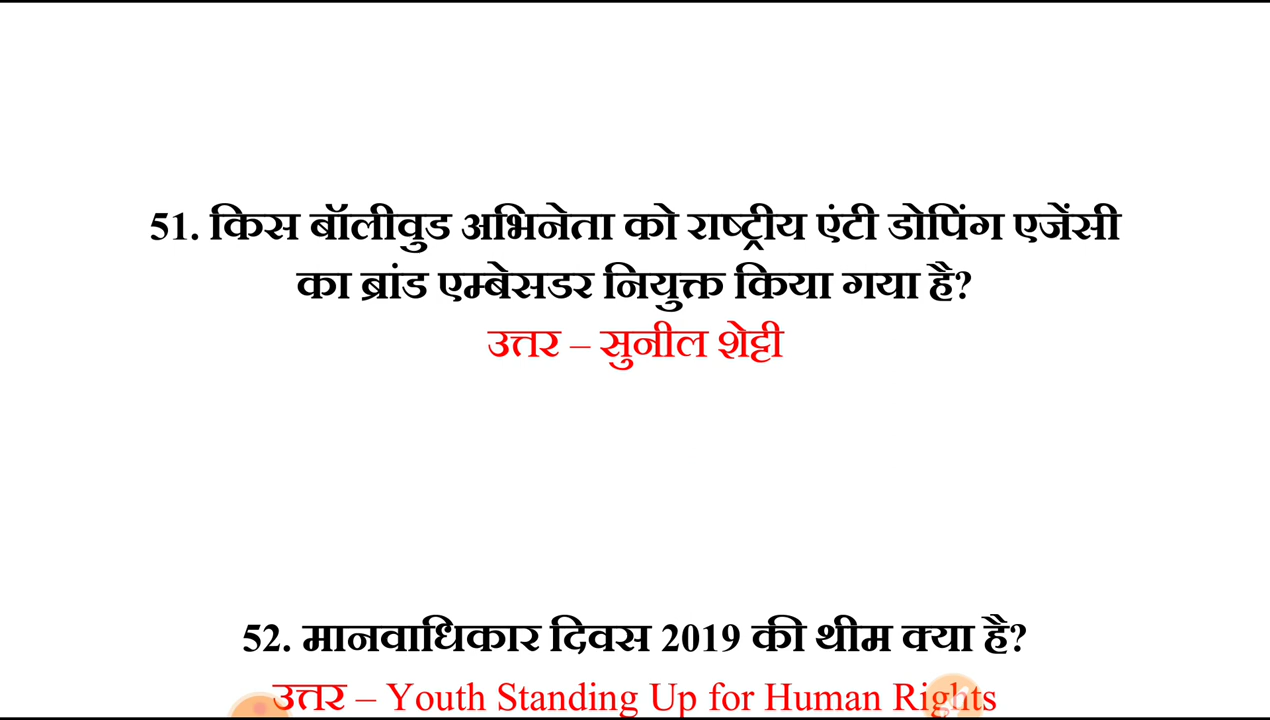 51. किस बॉलीवुड अभिनेता को राष्ट्रीय एंटी डोपिंग एजेंसी
का ब्रांड एम्बेसडर नियुक्त किया गया है?
उत्तर – सुनील शेट्टी
52. मानवाधिकार दिवस 2019 की थीम क्या है?
उत्तर – Youth Standing Up for Human Rights